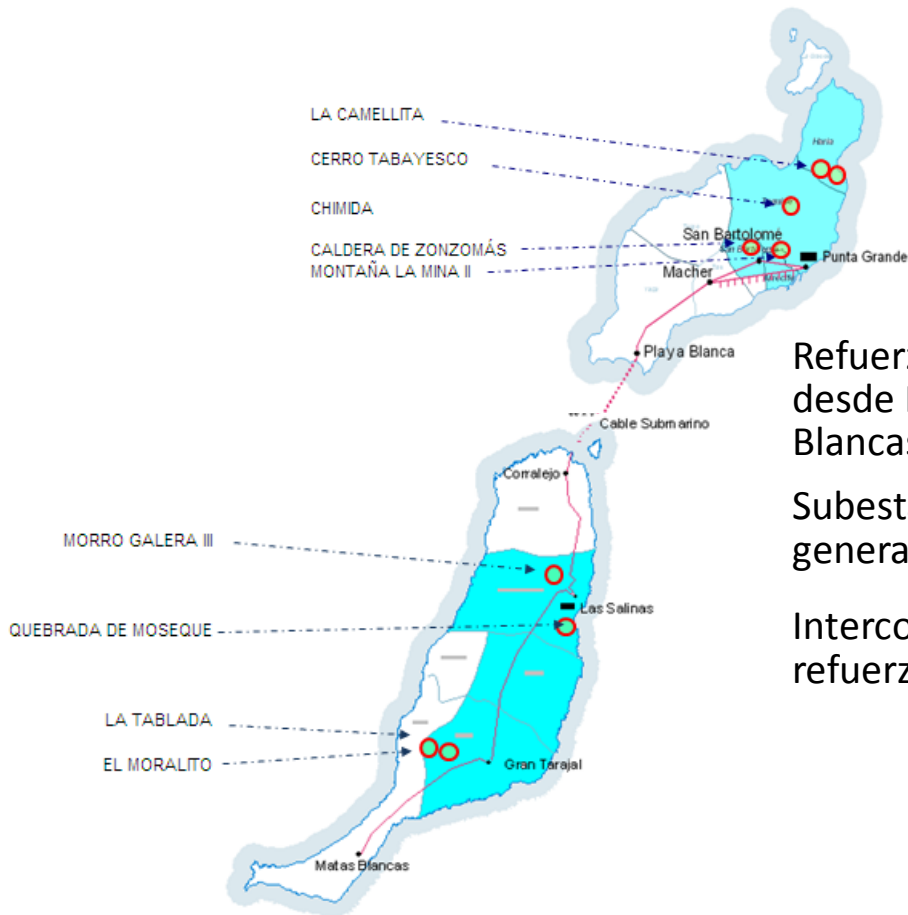 LA CAMELLITA
Haría
CERRO TABAYESCO
CHIMIDA
San Bartolomé
CALDERA DE ZONZOMÁS
Punta Grande
MONTAÑA LA MINA II
Macher
Playa Blanca
Refuerz
desde
Blancas
Cable Submarino
Corralejo
Subest
genera
MORRO GALERA III
Las Salinas
QUEBRADA DE MOSEQUE
Interco
refuerz
LA TABLADA
EL MORALITO
Gran Tarajal
Matas Blancas